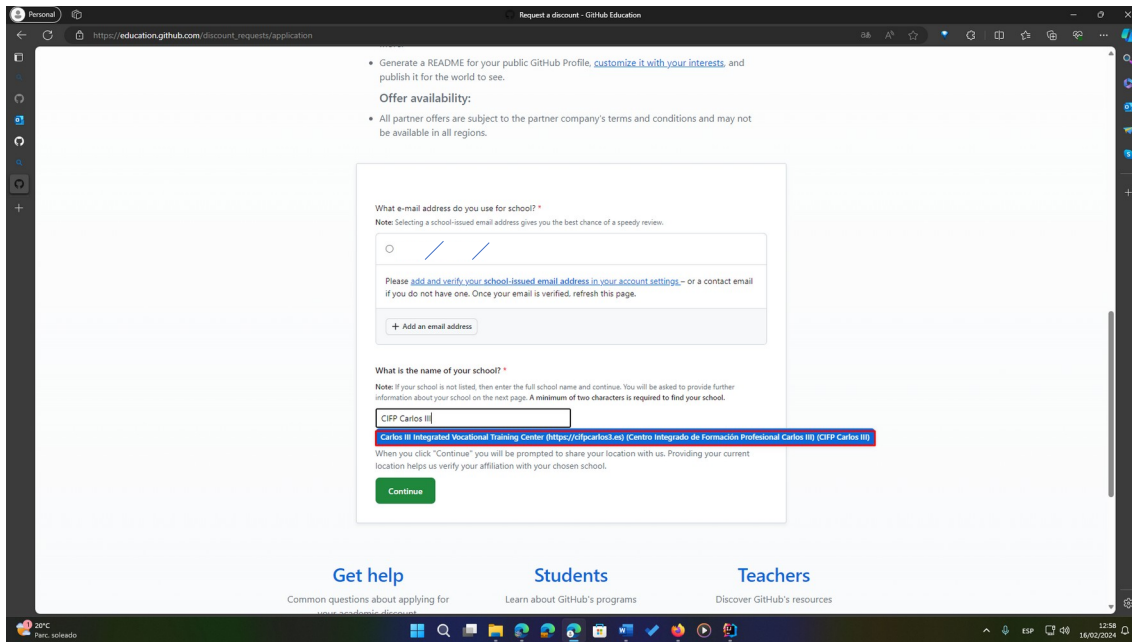 Personal
Request a discount - GitHub Education
https://education.github.com/discount_requests/application
• Generate a README for your public GitHub Profile, customize it with your interests, and
publish it for the world to see.
Offer availability:
• All partner offers are subject to the partner company's terms and conditions and may not
be available in all regions.
What e-mail address do you use for school? *
Note: Selecting a school-issued email address gives you the best chance of a speedy review.
Please add and verify your school-issued email address in your account settings – or a contact email
if you do not have one. Once your email is verified, refresh this page.
+ Add an email address
What is the name of your school? *
Note: If your school is not listed, then enter the full school name and continue. You will be asked to provide further
information about your school on the next page. A minimum of two characters is required to find your school.
CIFP Carlos III
Carlos III Integrated Vocational Training Center (https://cifpcarlos3.es) (Centro Integrado de Formación Profesional Carlos III) (CIFP Carlos III)
When you click "Continue" you will be prompted to share your location with us. Providing your current
location helps us verify your affiliation with your chosen school.
Continue
Get help
Students
Teachers
Common questions about applying for
Learn about GitHub's programs
Discover GitHub's resources
your academic discount
20°C
Parc. soleado
ESP
12:58
16/02/2024